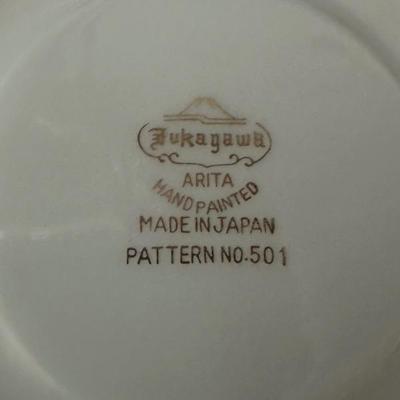 Fukagawa
ARITA
HAND PAINTED
MADE IN JAPAN
PATTERN NO.501